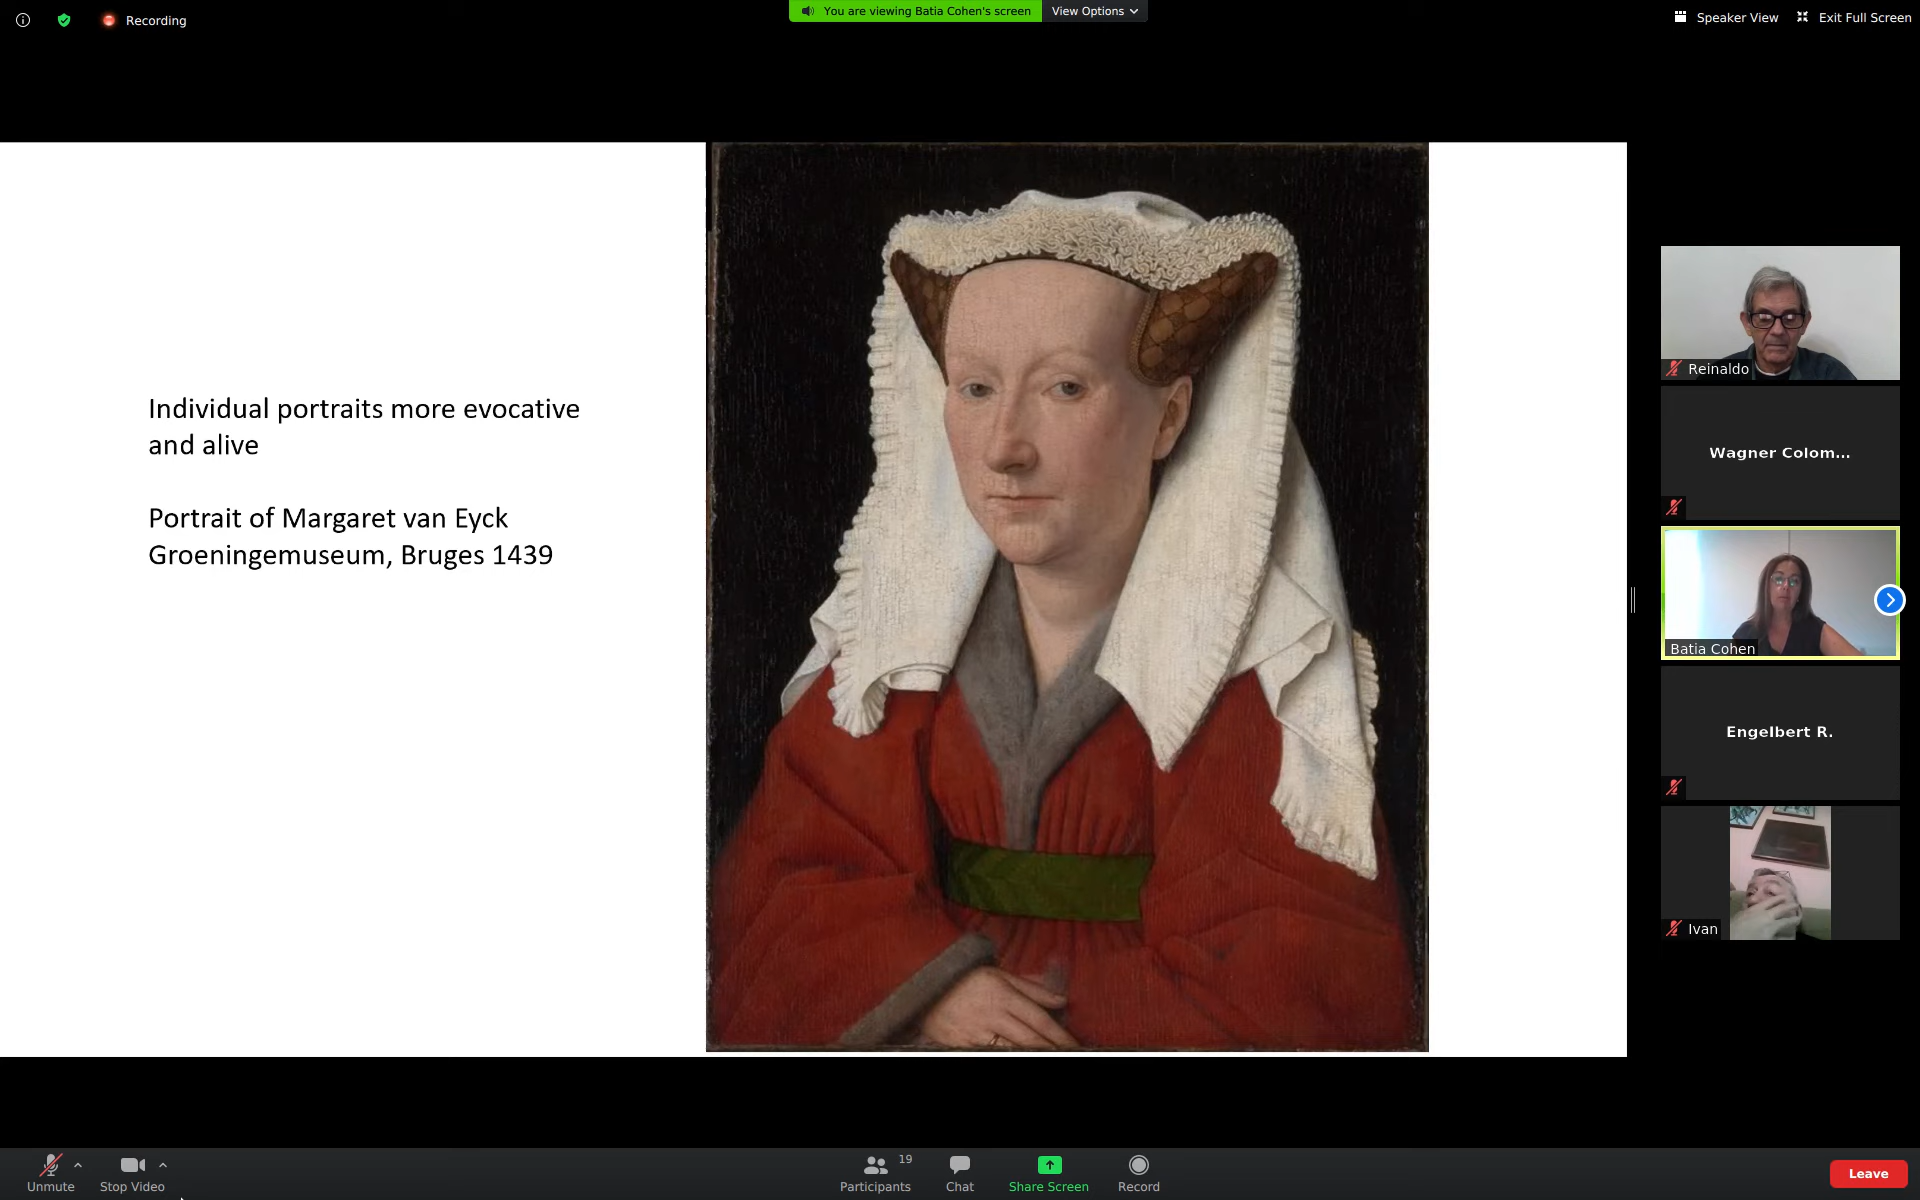 Recording
You are viewing Batia Cohen's screen
View Options
Speaker View
Exit Full Screen
Individual portraits more evocative
and alive
Portrait of Margaret van Eyck
Groeningemuseum, Bruges 1439
Reinaldo
Wagner Colom...
Batia Cohen
Engelbert R.
Ivan
Unmute
Stop Video
Participants
19
Chat
Share Screen
Record
Leave